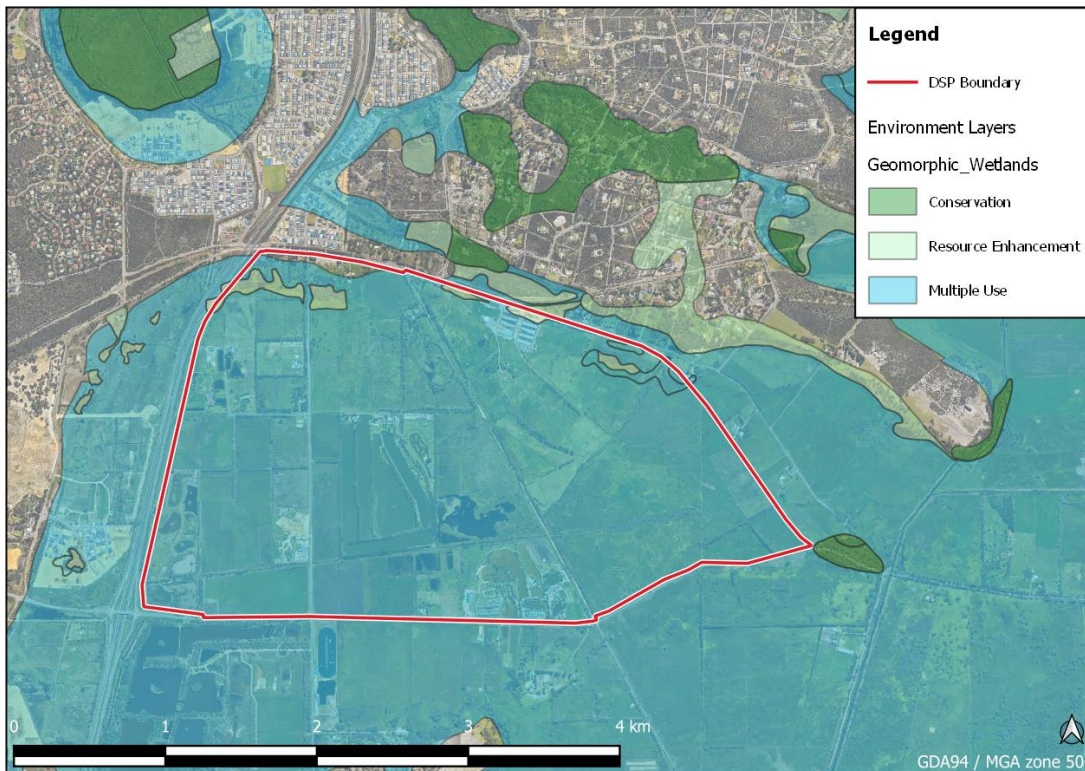 Legend
DSP Boundary
Environment Layers
Geomorphic_Wetlands
Conservation
Resource Enhancement
Multiple Use
0 1 2 3 4 km
GDA94 / MGA zone 50